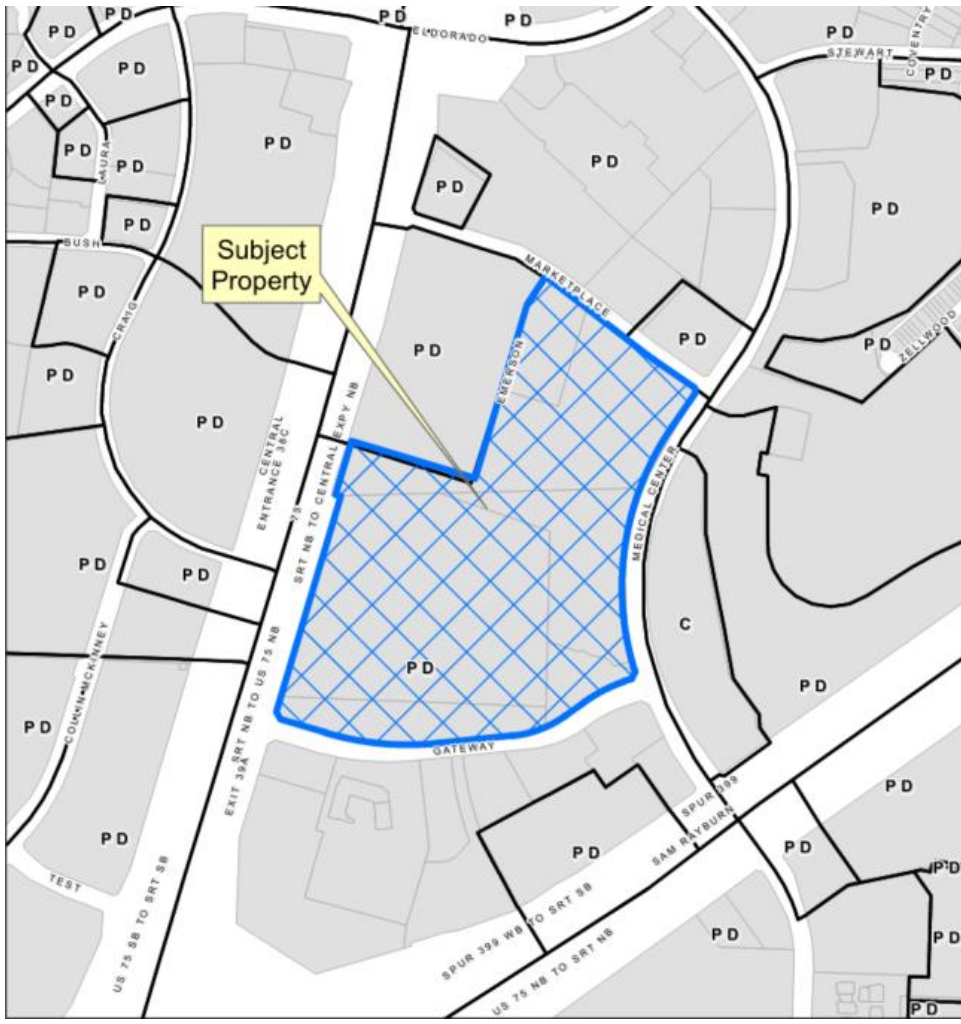 P D
P D
P D
ELDORADO
P D
STEWART
COVENTRY
P D
P D
P D
P D
P D
P D
P D
LAURA
P D
P D
P D
P D
P D
BUSH
Subject
Property
MARKETPLACE
P D
CRAIG
P D
P D
P D
ZELLWOOD
EMERSON
P D
P D
CENTRAL
ENTRANCE 38C
75
SRT NB TO CENTRAL EXPY NB
MEDICAL CENTER
P D
P D
C
P D
P D
COLLIN MCKINNEY
P D
SRT NB TO US 75 NB
EXIT 39A
GATEWAY
SPUR 399
SAM RAYBURN
P D
P D
P D
P D
P D
TEST
US 75 SB TO SRT SB
SPUR 399 WB TO SRT SB
US 75 NB TO SRT NB
P D
P D
P D